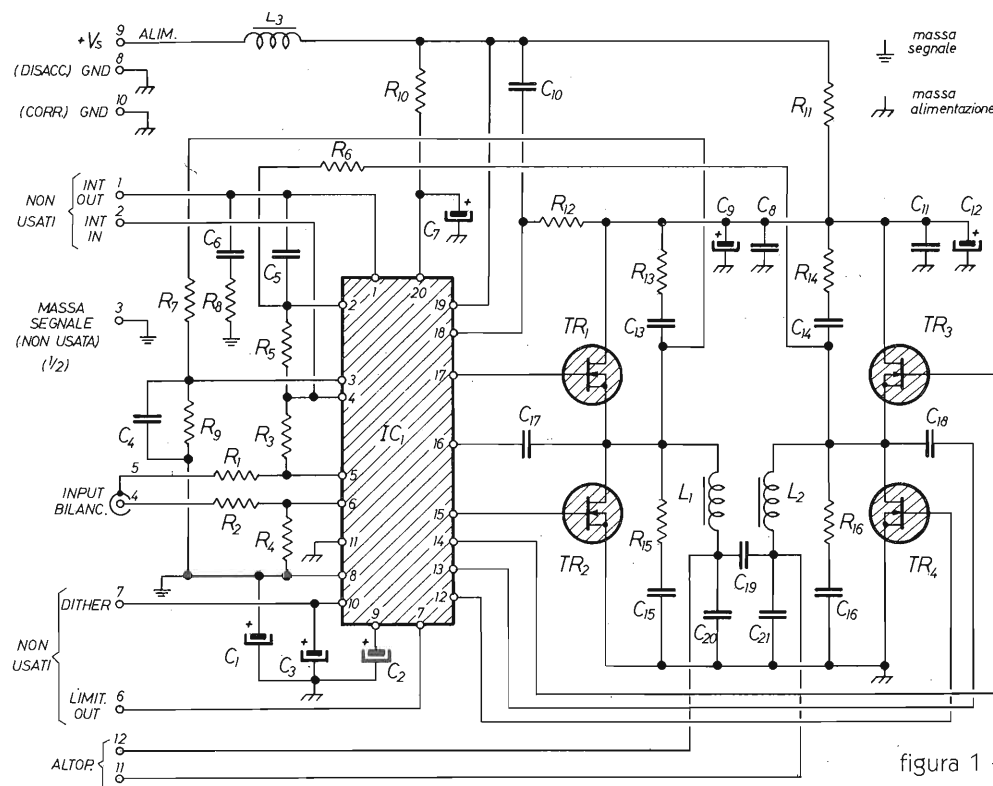 +Vs 9 ALIM. L3
8
(DISACC.) GND
10
(CORR.) GND
massa
segnale
massa
alimentazione
R10
C10
R11
R6
NON
USATI
INT
OUT
1
INT
IN
2
C7 +
R12
C9 +
C8
C11
C12 +
C6
C5
R7
R8
R13
R14
MASSA
SEGNALE
(NON USATA)
(1/2)
3
1
20
2
19
18
TR1
C13
C14
TR3
R5
17
3
4
C4
R9
R3
IC1
C17
16
C18
5
R1
5
INPUT
BILANC.
4
R2
6
R4
15
L1
L2
TR2
R15
R16
TR4
11
14
8
13
C19
DITHER 7
10
12
C15
C20
C21
C16
NON
USATI
9
7
C1 +
C3 +
C2 +
LIMIT.
OUT
6
ALTOP.
12
11
figura 1 -